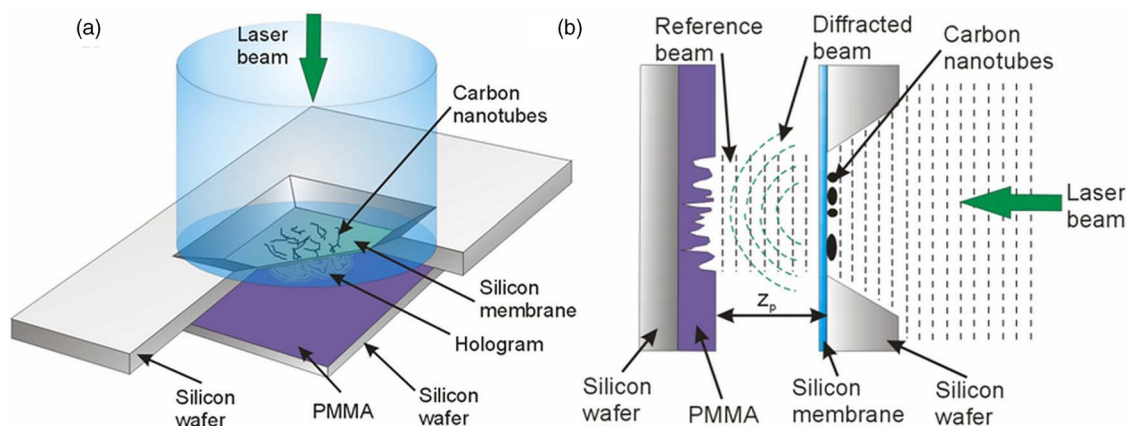 (a)
Laser
beam
Carbon
nanotubes
Silicon
membrane
Hologram
Silicon
wafer
PMMA
Silicon
wafer
(b)
Reference
beam
Diffracted
beam
Carbon
nanotubes
Laser
beam
Zp
Silicon
wafer
PMMA
Silicon
membrane
Silicon
wafer